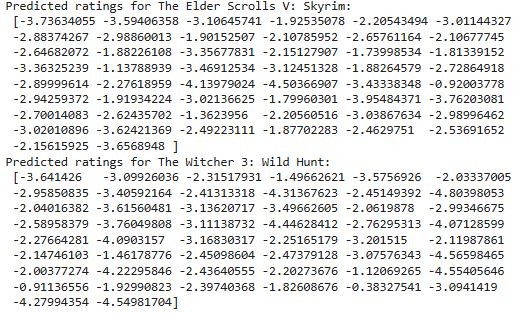 Predicted ratings for The Elder Scrolls V: Skyrim:
[-3.73634055 -3.59406358 -3.10645741 -1.92535078 -2.20543494 -3.01144327
-2.88374267 -2.98860013 -1.90152507 -2.10785952 -2.65761164 -2.10677745
-2.64682072 -1.88226108 -3.35677831 -2.15127907 -1.73998534 -1.81339152
-3.36325239 -1.13788939 -3.46912534 -3.12451328 -1.88264579 -2.72864918
-2.89999614 -2.27618959 -4.13979024 -4.50366907 -3.43338348 -0.92003778
-2.94259372 -1.91934224 -3.02136625 -1.79960301 -3.95484371 -3.76203081
-2.70014083 -2.62435702 -1.3623956 -2.20560516 -3.03867634 -2.98996462
-3.02010896 -3.62421369 -2.49223111 -1.87702283 -2.4629751 -2.53691652
-2.15615925 -3.6568948 ]
Predicted ratings for The Witcher 3: Wild Hunt:
[-3.641426 -3.09926036 -2.31517931 -1.49662621 -3.5756926 -2.03337005
-2.95850835 -3.40592164 -2.41313318 -4.31367623 -2.45149392 -4.80398053
-2.04016382 -3.61560481 -3.13620717 -3.49662605 -2.0619878 -2.99346675
-2.58958379 -3.76049808 -3.11138732 -4.44628412 -2.76295313 -4.07128599
-2.27664281 -4.0903157 -3.16830317 -2.25165179 -3.201515 -2.11987861
-2.14746103 -1.46178776 -2.45098604 -2.47379128 -3.07576343 -4.56598465
-2.00377274 -4.22295846 -2.43640555 -2.20273676 -1.12069265 -4.55405646
-0.91136556 -1.92990823 -2.39740368 -1.82608676 -0.38327541 -3.0941419
-4.27994354 -4.54981704]